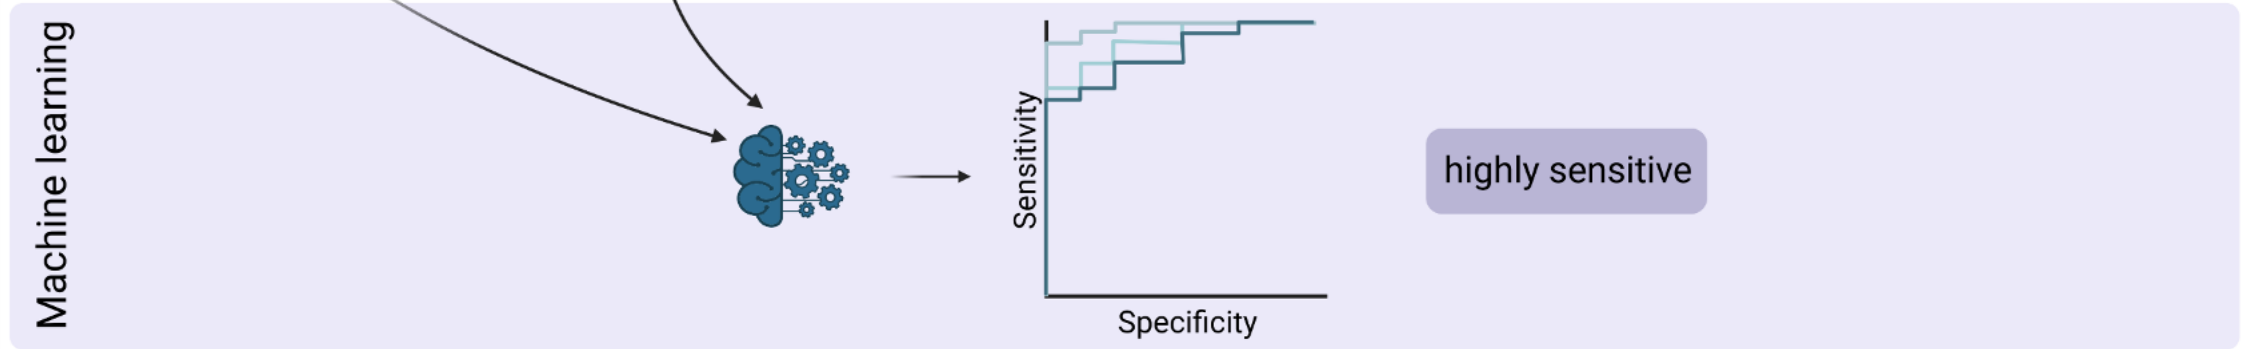 Machine learning
Sensitivity
Specificity
highly sensitive